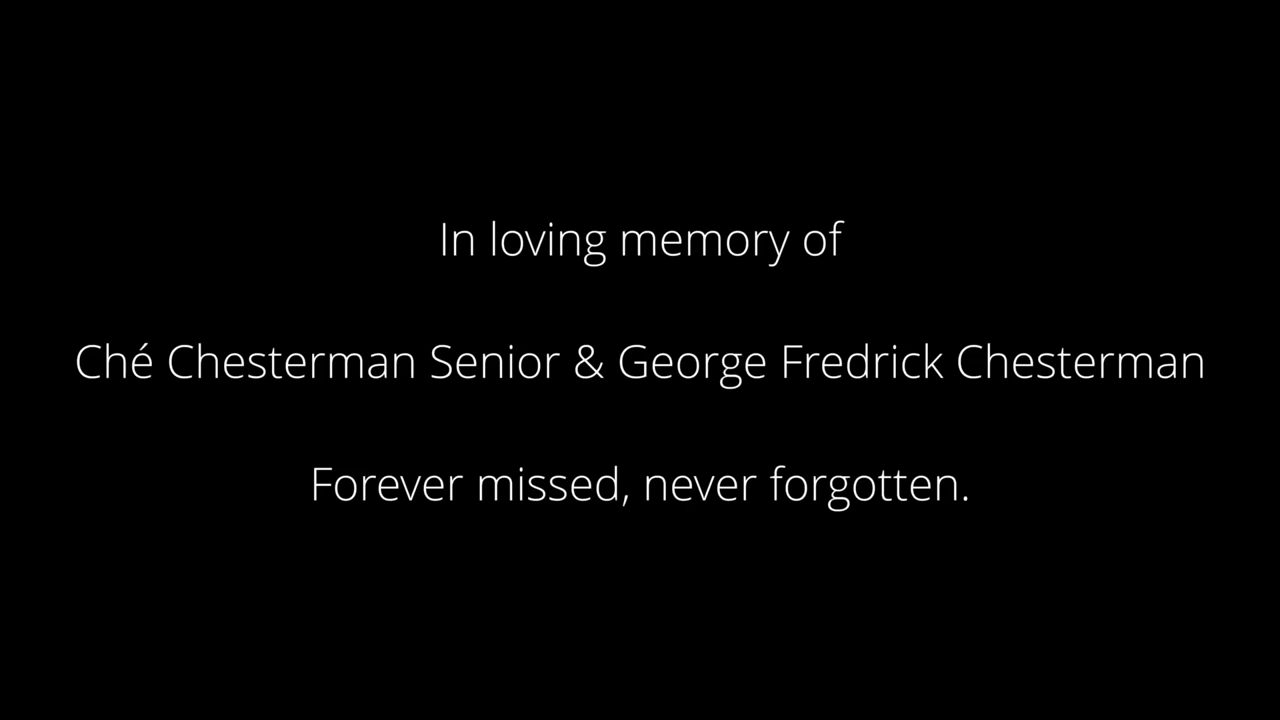 In loving memory of
Ché Chesterman Senior & George Fredrick Chesterman
Forever missed, never forgotten.